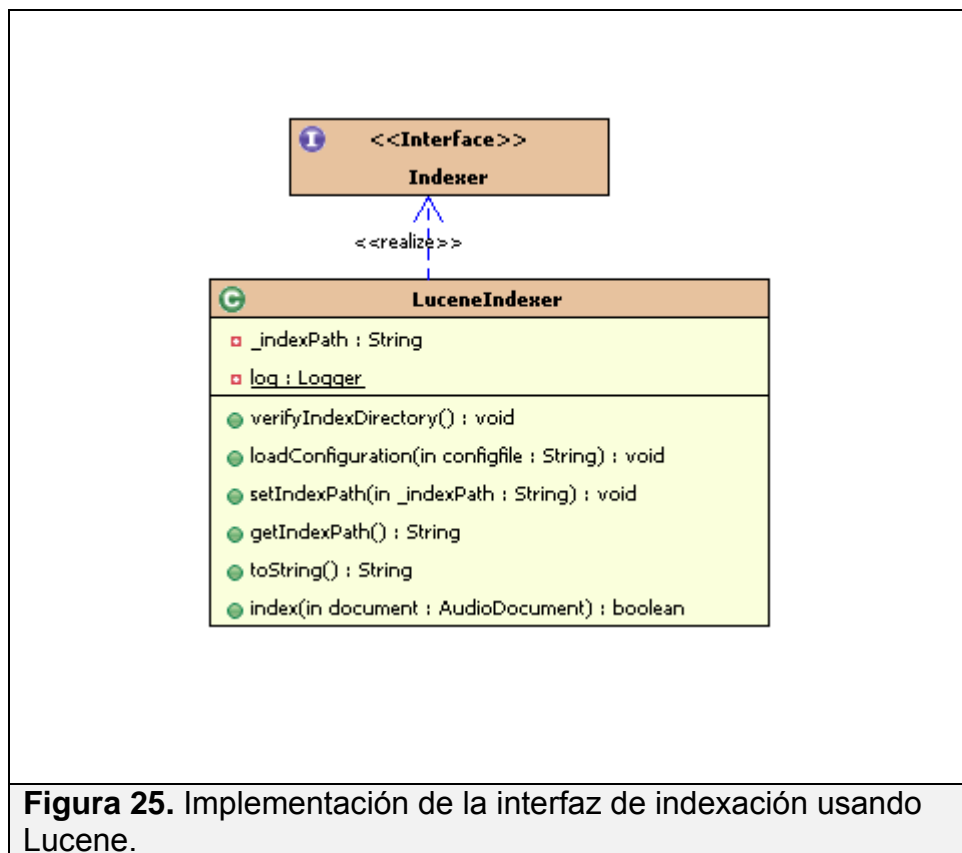 I
<<Interface>>
Indexer
<<realize>>
C
LuceneIndexer
_indexPath : String
log : Logger
verifyIndexDirectory() : void
loadConfiguration(in configfile : String) : void
setIndexPath(in _indexPath : String) : void
getIndexPath() : String
toString() : String
index(in document : AudioDocument) : boolean
Figura 25. Implementación de la interfaz de indexación usando
Lucene.